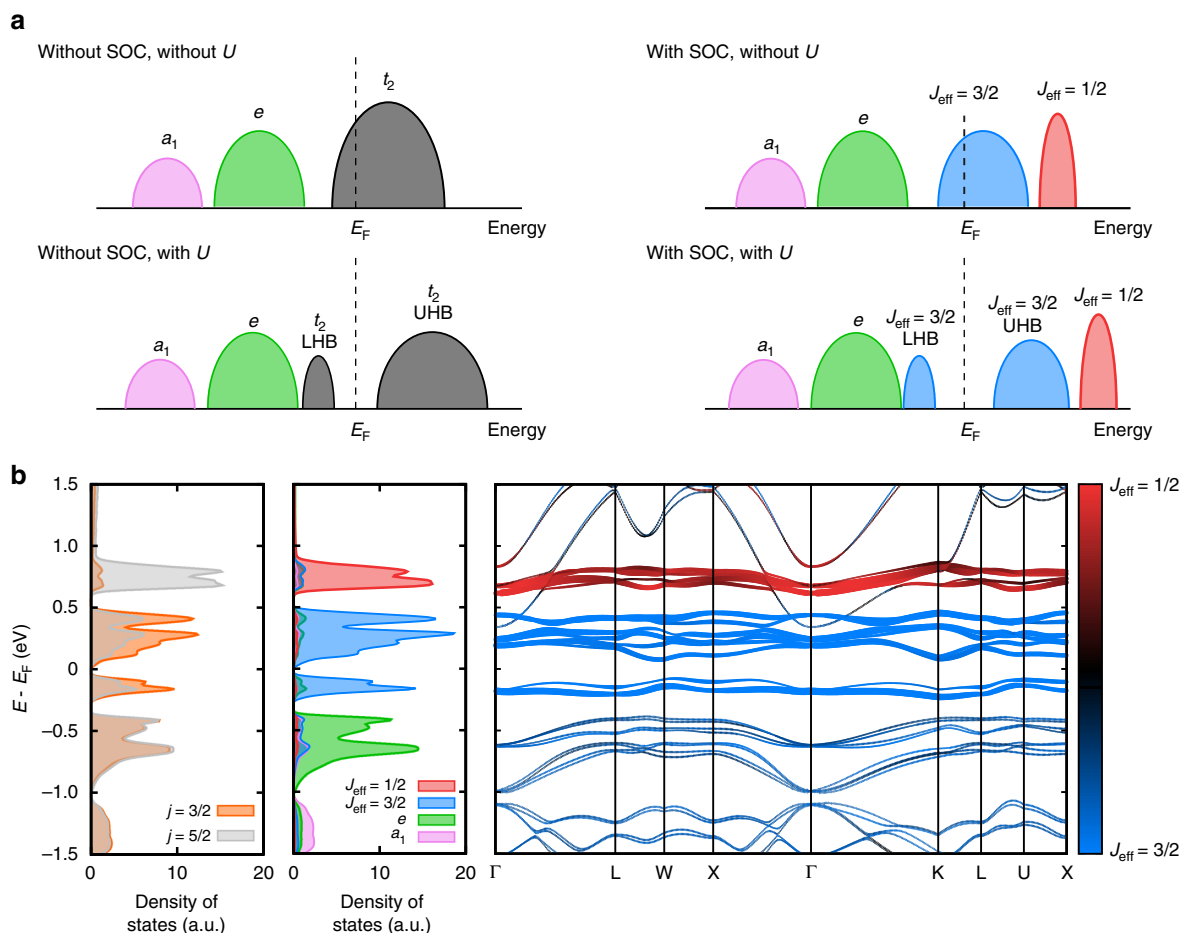 a
Without SOC, without U
a1
e
t2
EF
Energy
With SOC, without U
a1
e
Jeff = 3/2
Jeff = 1/2
EF
Energy
Without SOC, with U
a1
e
t2
LHB
t2
UHB
EF
Energy
With SOC, with U
a1
e
Jeff = 3/2
LHB
Jeff = 3/2
UHB
Jeff = 1/2
EF
Energy
b
E - EF (eV)
1.5
1.0
0.5
0
−0.5
−1.0
−1.5
j = 3/2
j = 5/2
0 10 20
Density of
states (a.u.)
Jeff = 1/2
Jeff = 3/2
e
a1
0 10 20
Density of
states (a.u.)
Γ L W X Γ K L U X
Jeff = 1/2
Jeff = 3/2